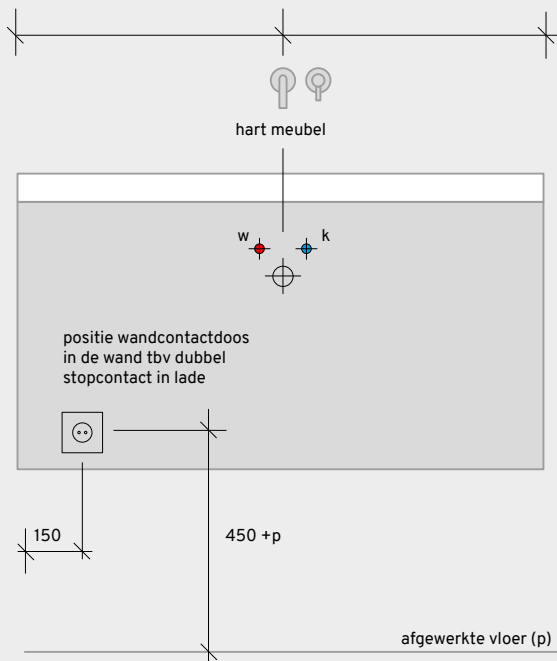 hart meubel
w k
positie wandcontactdoos
in de wand tbv dubbel
stopcontact in lade
150
450 +p
afgewerkte vloer (p)